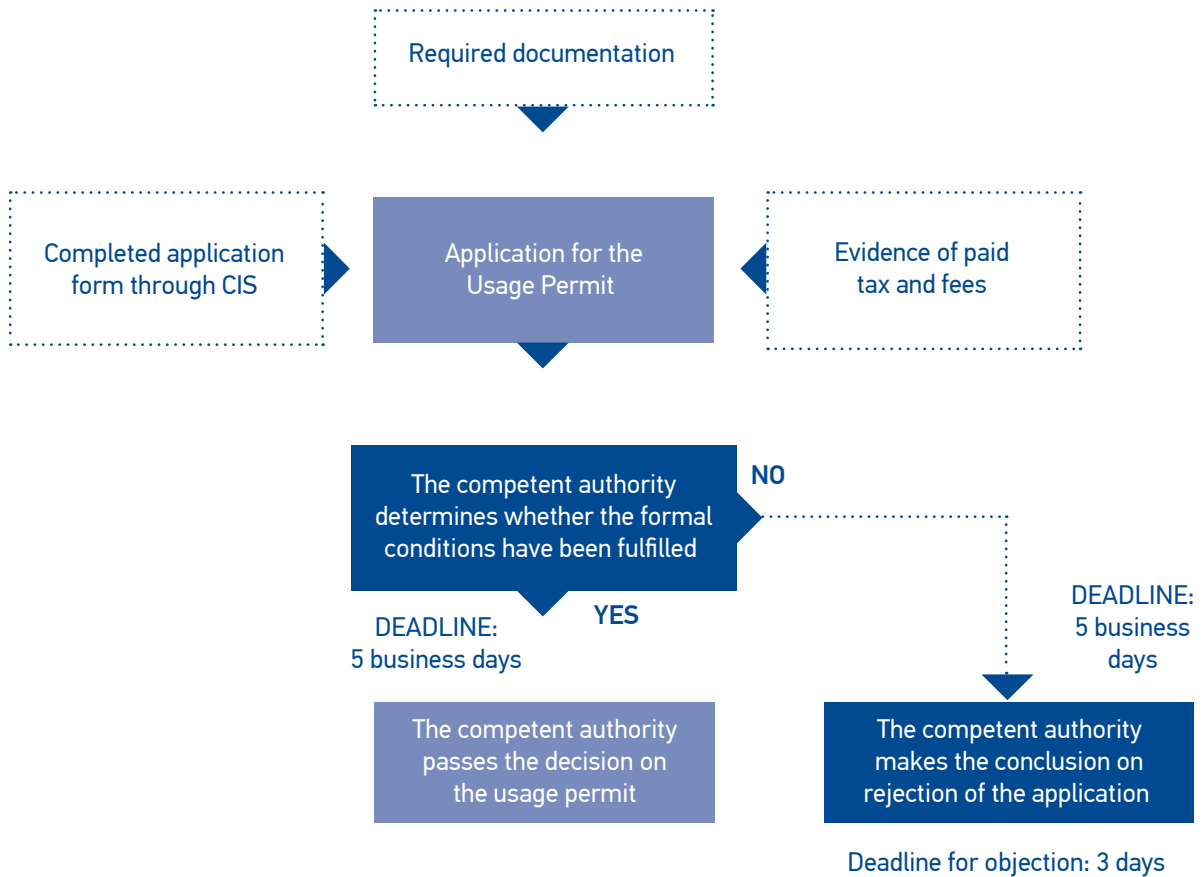 Required documentation
Completed application
form through CIS
Application for the
Usage Permit
Evidence of paid
tax and fees
The competent authority
determines whether the formal
conditions have been fulfilled
NO
YES
DEADLINE:
5 business days
DEADLINE:
5 business
days
The competent authority
passes the decision on
the usage permit
The competent authority
makes the conclusion on
rejection of the application
Deadline for objection: 3 days